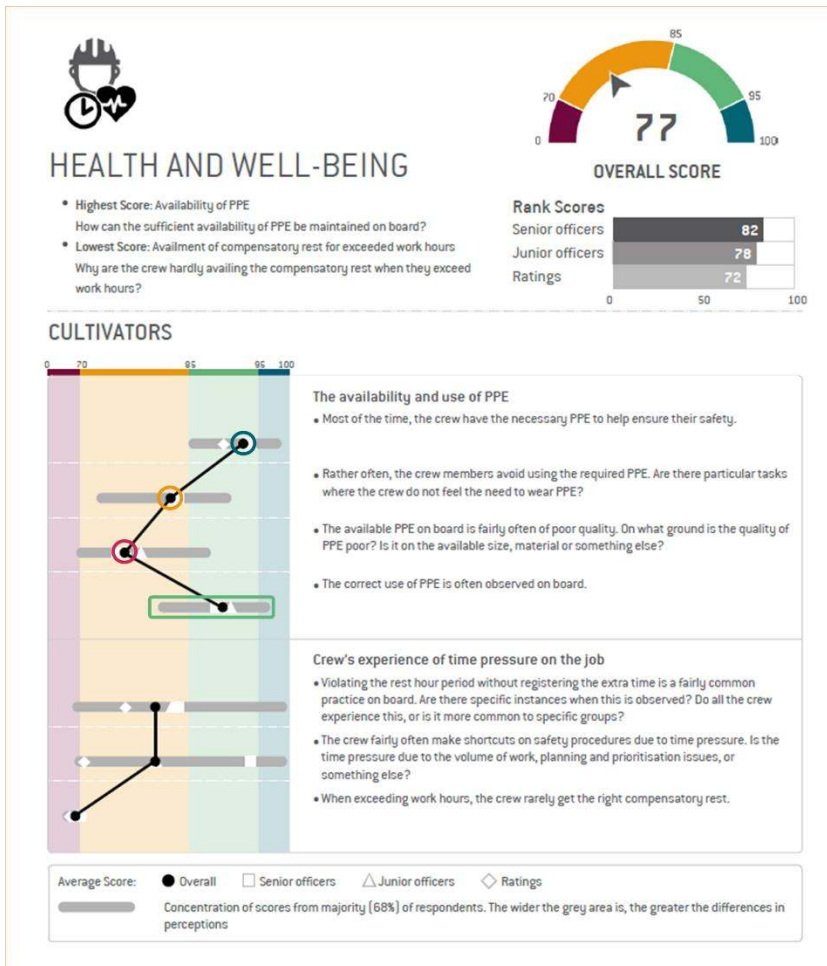 85
70
95
0
100
77
OVERALL SCORE
HEALTH AND WELL-BEING
• Highest Score: Availability of PPE
How can the sufficient availability of PPE be maintained on board?
• Lowest Score: Availment of compensatory rest for exceeded work hours
Why are the crew hardly availing the compensatory rest when they exceed
work hours?
Rank Scores
Senior officers 82
Junior officers 78
Ratings 72
0 50 100
CULTIVATORS
0 70 85 95 100
The availability and use of PPE
• Most of the time, the crew have the necessary PPE to help ensure their safety.
• Rather often, the crew members avoid using the required PPE. Are there particular tasks
where the crew do not feel the need to wear PPE?
• The available PPE on board is fairly often of poor quality. On what ground is the quality of
PPE poor? Is it on the available size, material or something else?
• The correct use of PPE is often observed on board.
Crew's experience of time pressure on the job
• Violating the rest hour period without registering the extra time is a fairly common
practice on board. Are there specific instances when this is observed? Do all the crew
experience this, or is it more common to specific groups?
• The crew fairly often make shortcuts on safety procedures due to time pressure. Is the
time pressure due to the volume of work, planning and prioritisation issues, or
something else?
• When exceeding work hours, the crew rarely get the right compensatory rest.
Average Score: Overall Senior officers Junior officers Ratings
Concentration of scores from majority (68%) of respondents. The wider the grey area is, the greater the differences in
perceptions